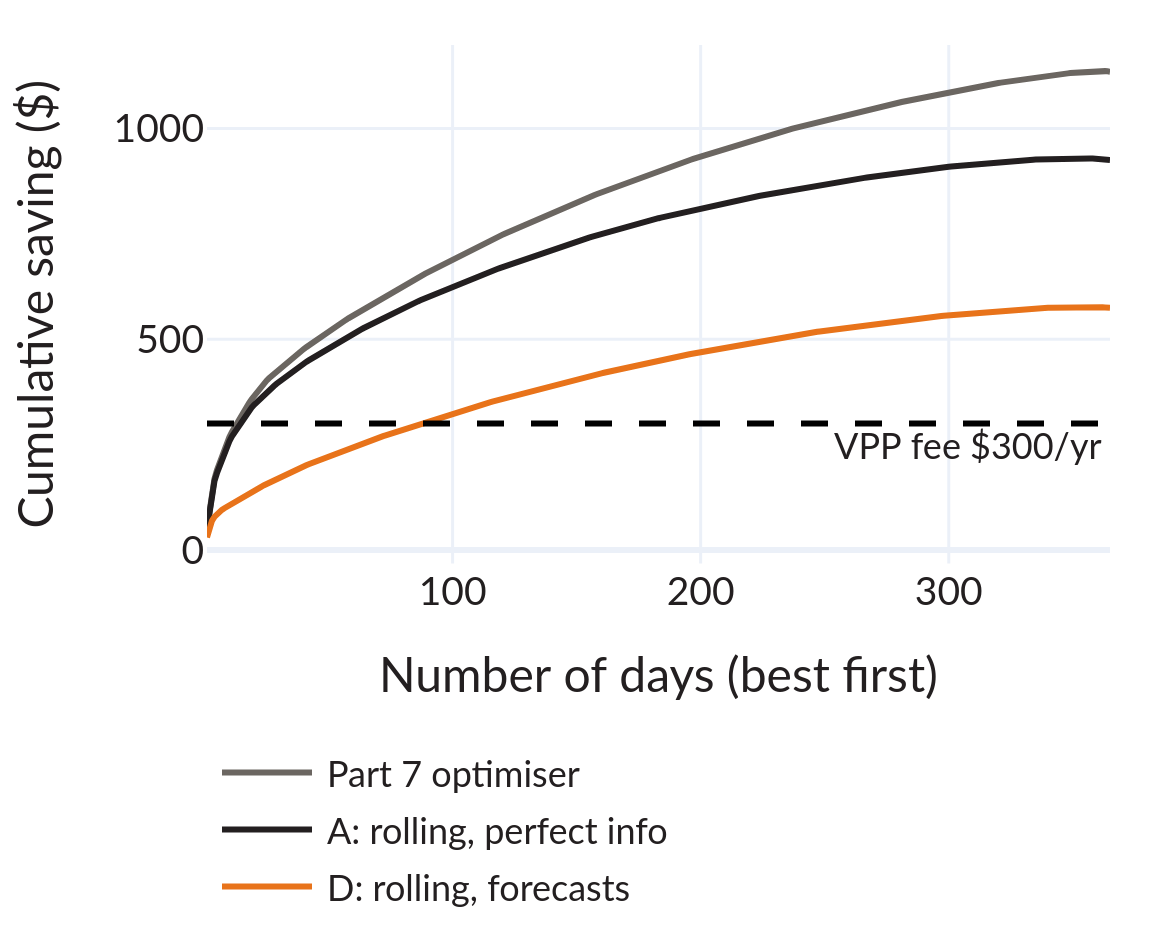 Cumulative saving ($)
1000
500
0
VPP fee $300/yr
100 200 300
Number of days (best first)
Part 7 optimiser
A: rolling, perfect info
D: rolling, forecasts